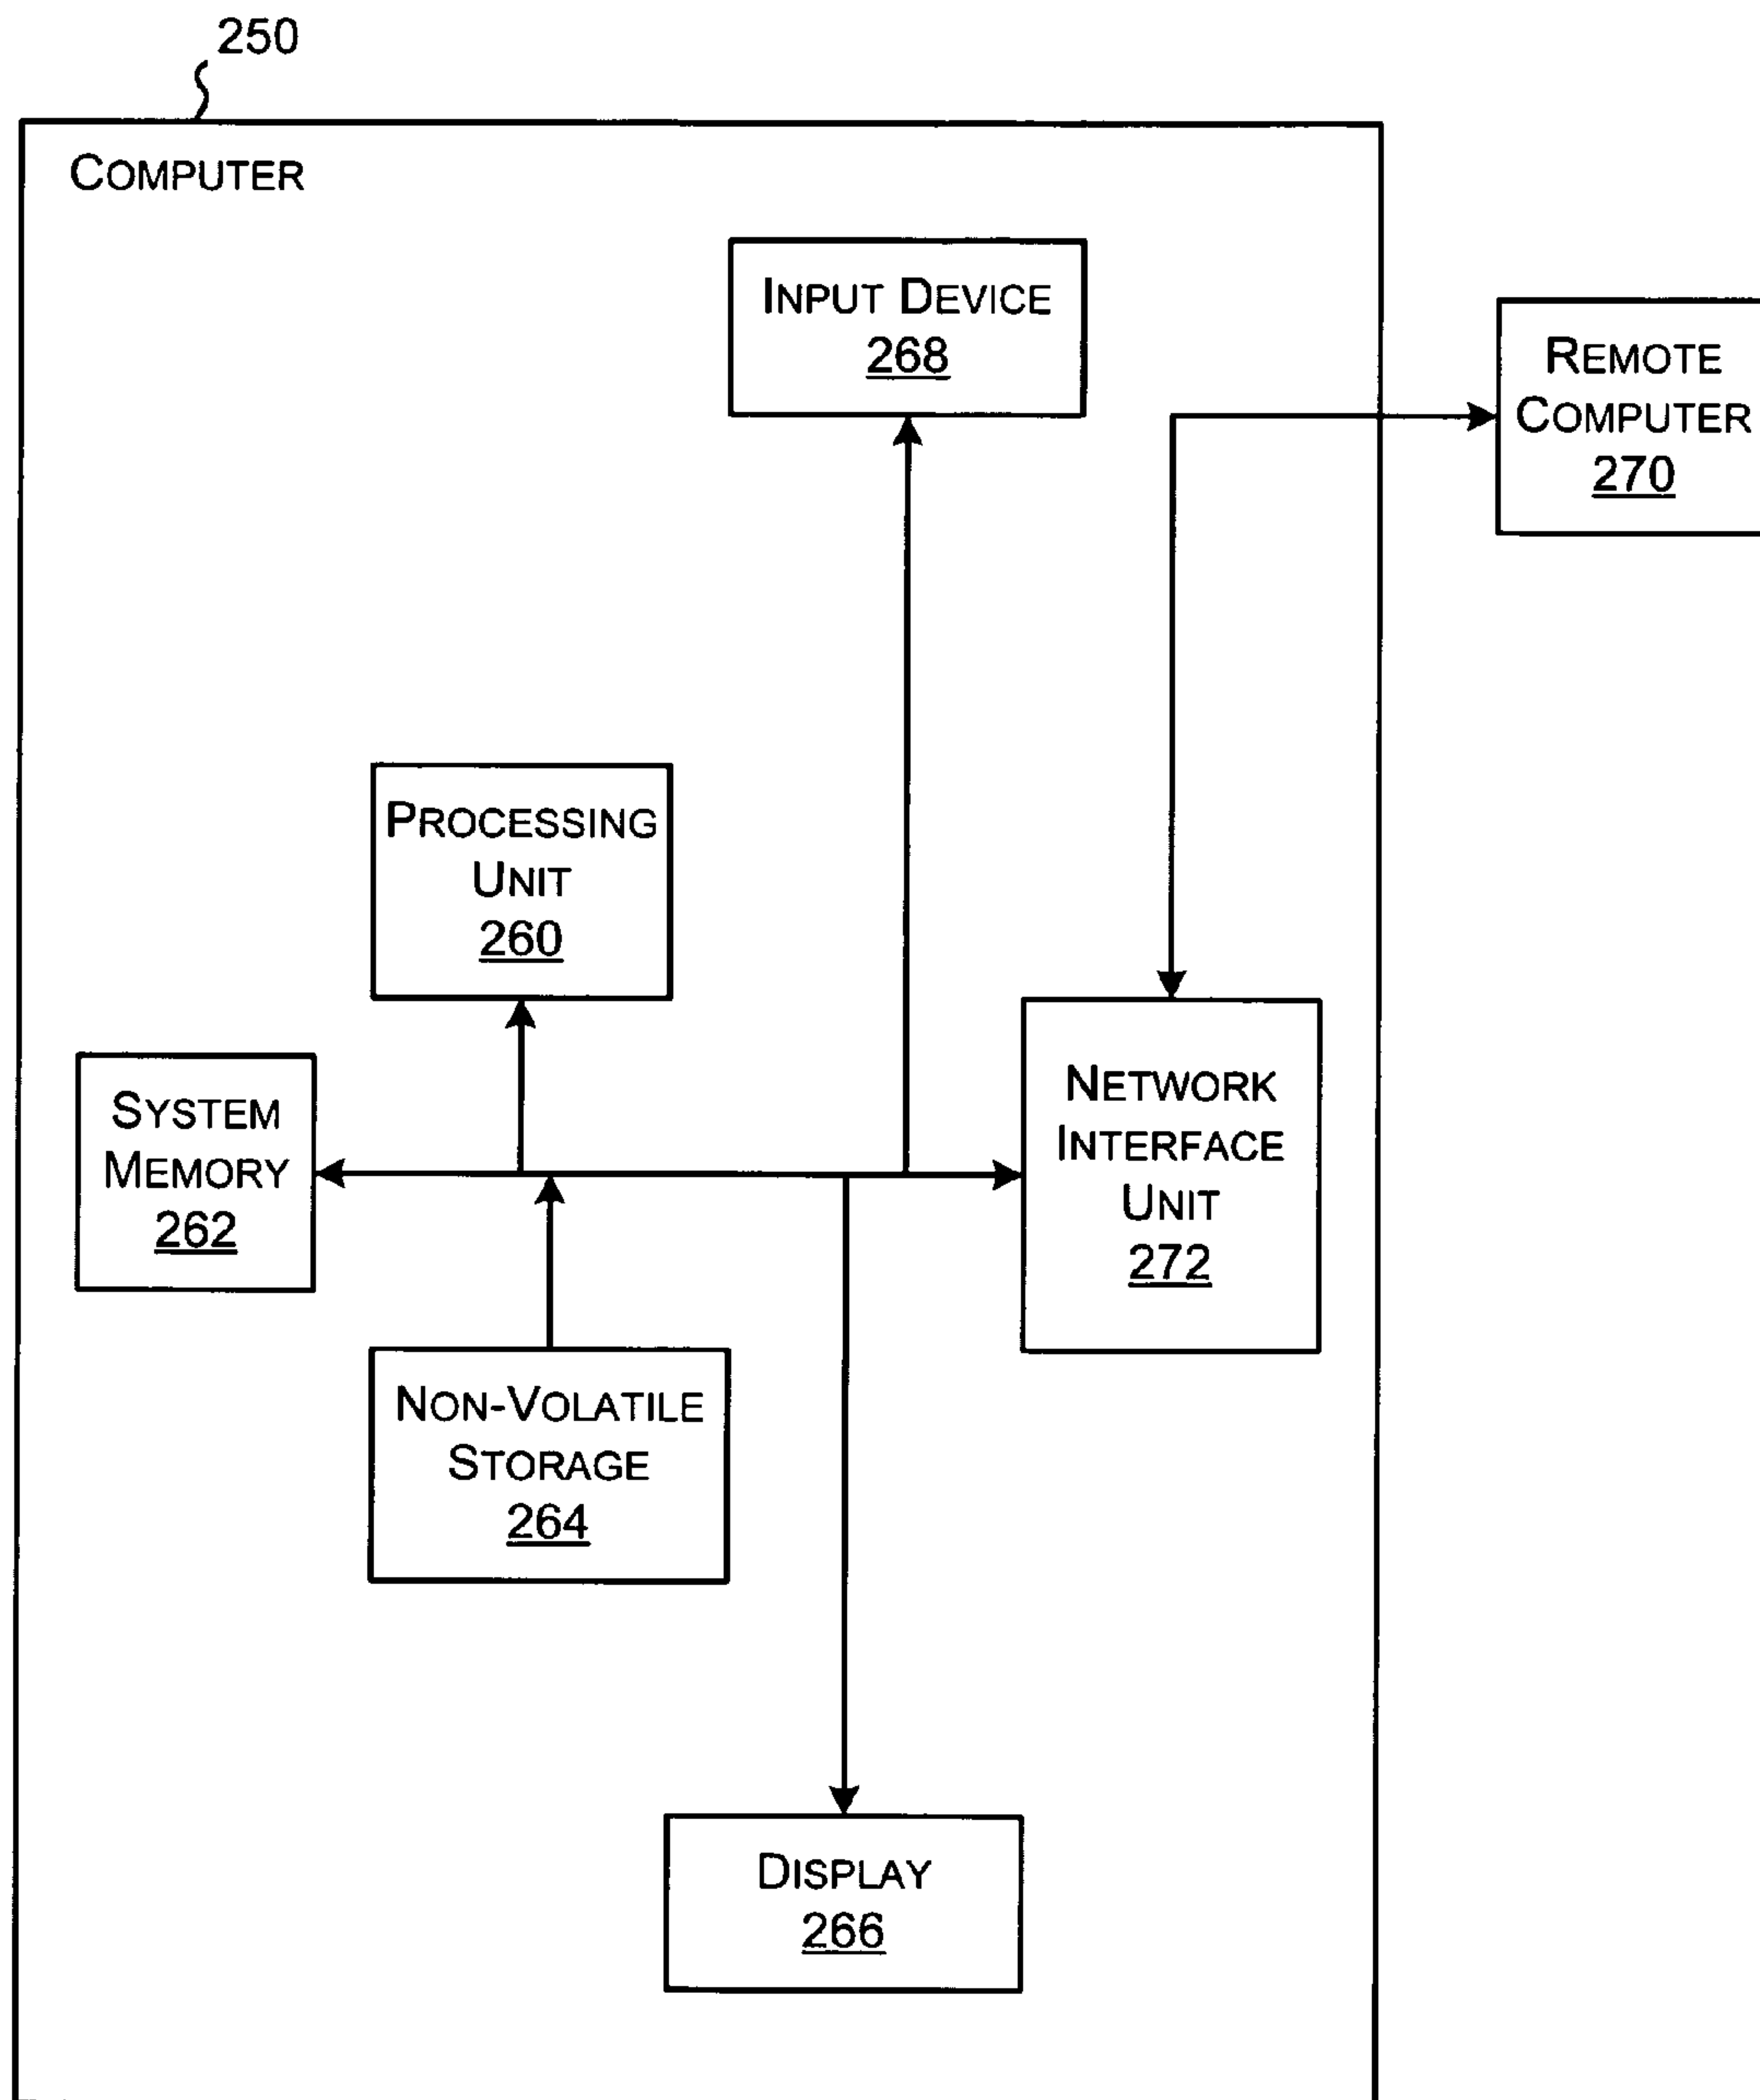 250
COMPUTER
INPUT DEVICE
268
REMOTE
COMPUTER
270
PROCESSING
UNIT
260
SYSTEM
MEMORY
262
NETWORK
INTERFACE
UNIT
272
NON-VOLATILE
STORAGE
264
DISPLAY
266